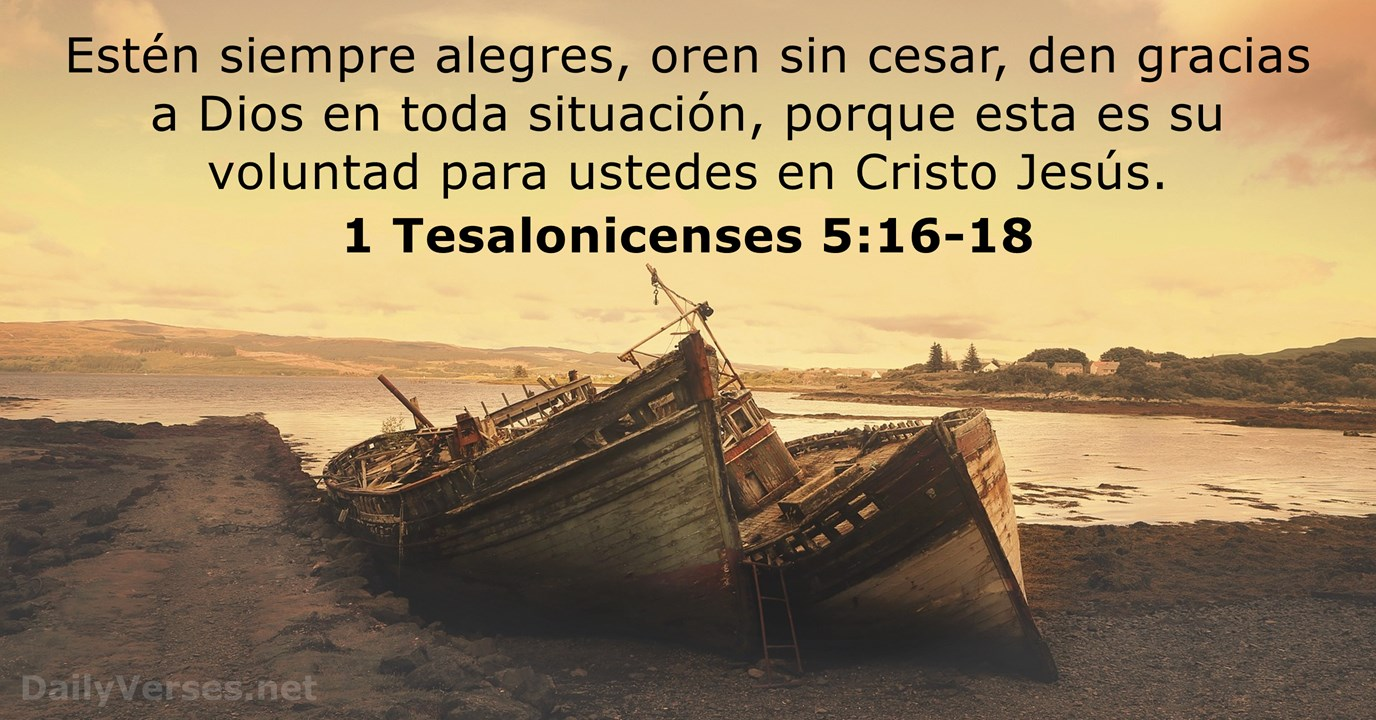 Estén siempre alegres, oren sin cesar, den gracias
a Dios en toda situación, porque esta es su
voluntad para ustedes en Cristo Jesús.
1 Tesalonicenses 5:16-18
DailyVerses.net